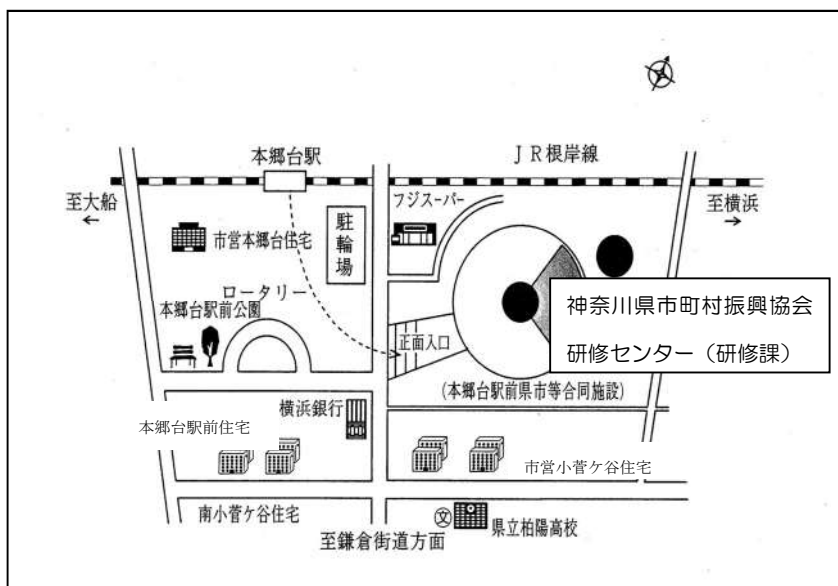 本郷台駅
JR根岸線
至大船
←
フジスーパー
至横浜
→
市営本郷台住宅
駐輪場
ロータリー
本郷台駅前公園
神奈川県市町村振興協会
研修センター（研修課）
正面入口
（本郷台駅前県市等合同施設）
横浜銀行
本郷台駅前住宅
市営小菅ケ谷住宅
南小菅ケ谷住宅
文
県立柏陽高校
至鎌倉街道方面